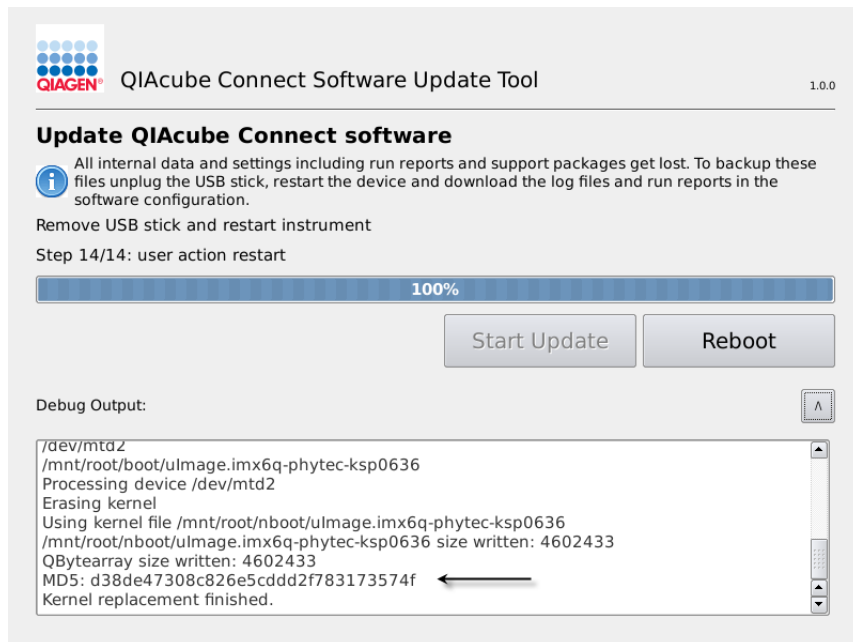 QIAGEN®
QIAcube Connect Software Update Tool
1.0.0
Update QIAcube Connect software
All internal data and settings including run reports and support packages get lost. To backup these
files unplug the USB stick, restart the device and download the log files and run reports in the
software configuration.
Remove USB stick and restart instrument
Step 14/14: user action restart
100%
Start Update
Reboot
Debug Output:
/dev/mtd2
/mnt/root/boot/uImage.imx6q-phytec-ksp0636
Processing device /dev/mtd2
Erasing kernel
Using kernel file /mnt/root/nboot/uImage.imx6q-phytec-ksp0636
/mnt/root/nboot/uImage.imx6q-phytec-ksp0636 size written: 4602433
QBytearray size written: 4602433
MD5: d38de47308c826e5cddd2f783173574f
Kernel replacement finished.